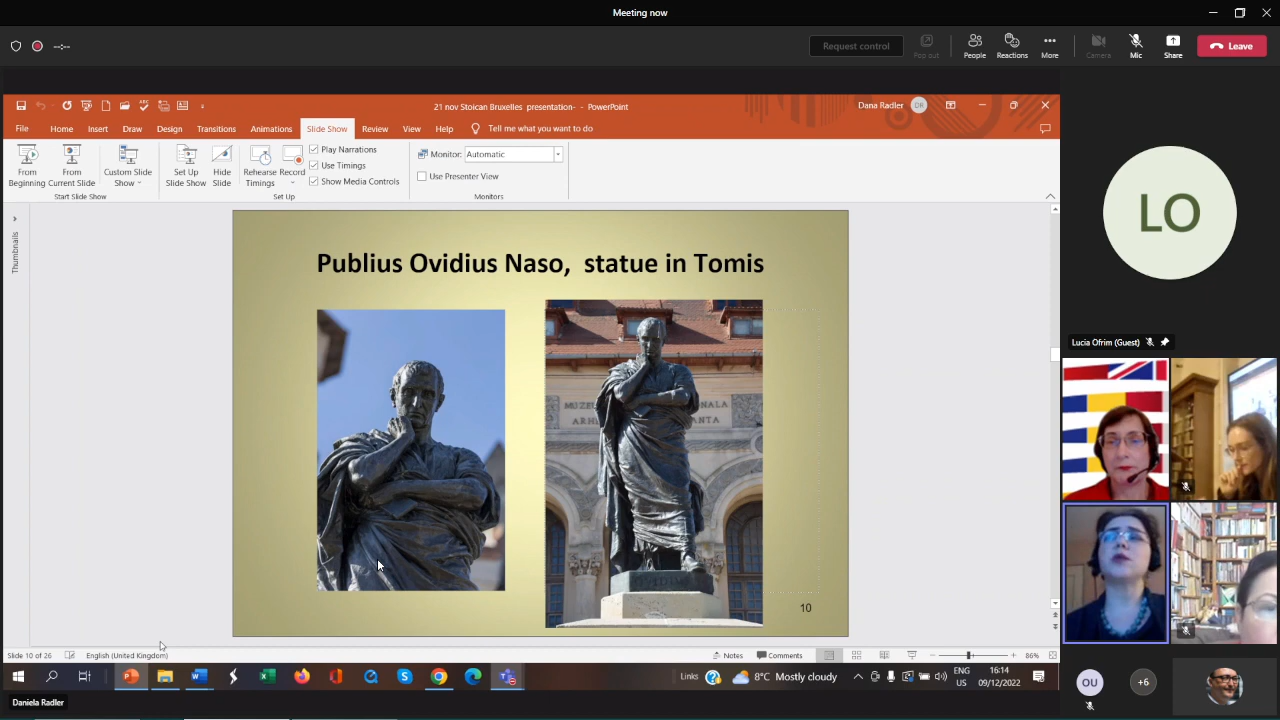 Meeting now
--:--
Request control
Pop out
People
Reactions
More
Camera
Mic
Share
Leave
21 nov Stoican Bruxelles presentation- - PowerPoint
Dana Radler
DR
File
Home
Insert
Draw
Design
Transitions
Animations
Slide Show
Review
View
Help
Tell me what you want to do
From Beginning
From Current Slide
Custom Slide Show
Set Up Slide Show
Hide Slide
Rehearse Timings
Record
Play Narrations
Use Timings
Show Media Controls
Monitor: Automatic
Use Presenter View
Start Slide Show
Set Up
Monitors
Thumbnails
Publius Ovidius Naso, statue in Tomis
OVIDIUS
10
LO
Lucia Ofrim (Guest)
Slide 10 of 26
English (United Kingdom)
Notes
Comments
86%
Links
8°C Mostly cloudy
ENG
US
16:14
09/12/2022
Daniela Radler
OU
+6